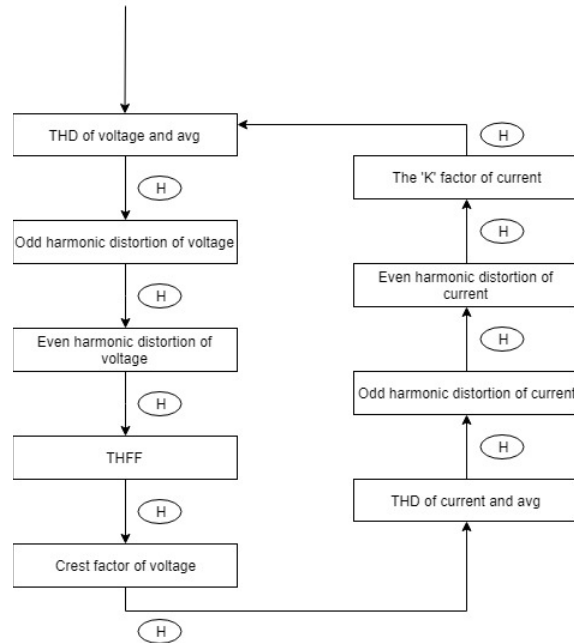 THD of voltage and avg
H
Odd harmonic distortion of voltage
H
Even harmonic distortion of
voltage
H
THFF
H
Crest factor of voltage
H
THD of current and avg
H
Odd harmonic distortion of current
H
Even harmonic distortion of
current
H
The 'K' factor of current
H